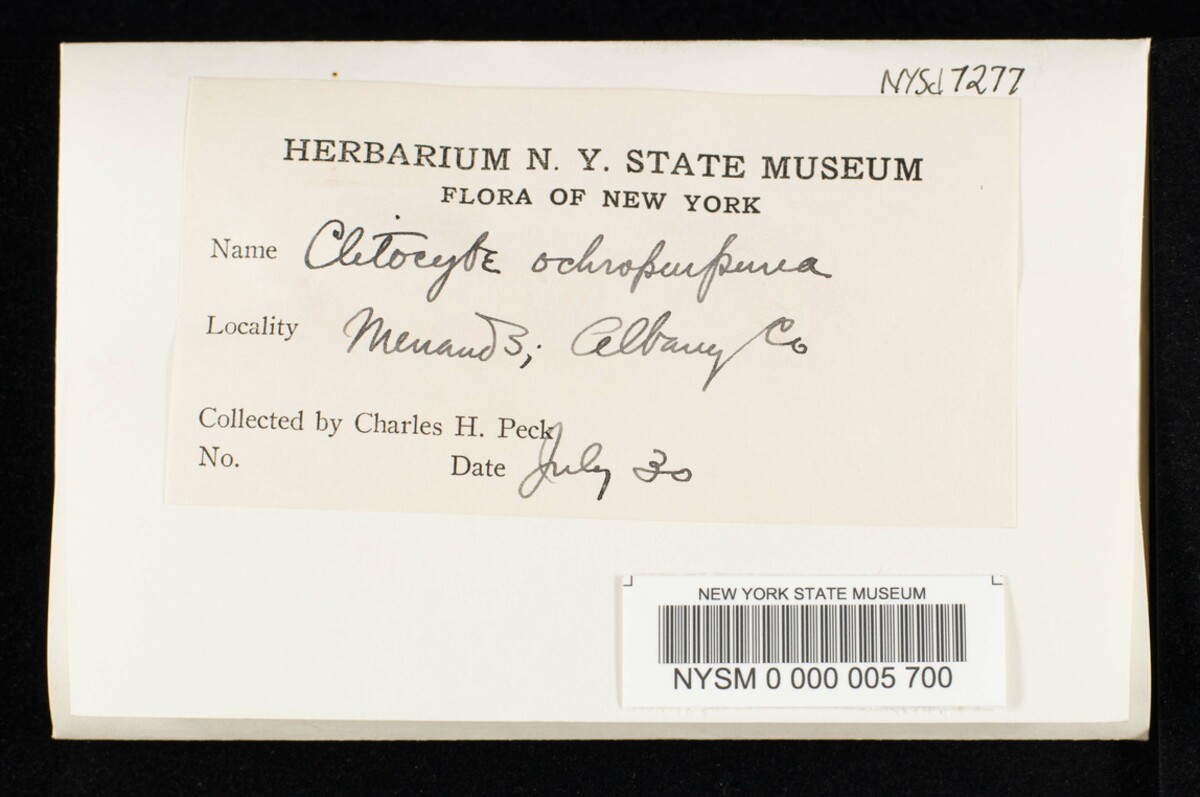 NYSd 7277
HERBARIUM N. Y. STATE MUSEUM
FLORA OF NEW YORK
Name Clitocybe ochropurpurea
Locality Menands; Albany Co
Collected by Charles H. Peck
No. Date July 30
NEW YORK STATE MUSEUM
NYSM 0 000 005 700